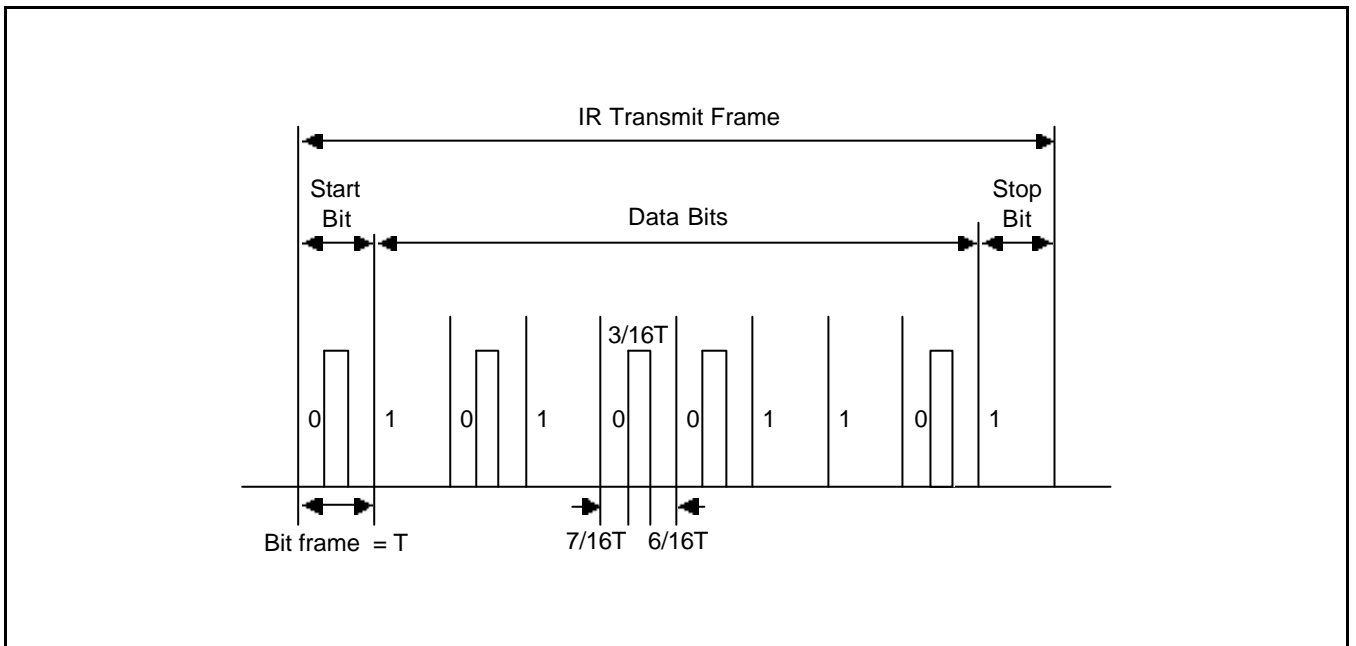 IR Transmit Frame
Start
Bit
Data Bits
Stop
Bit
3/16T
0 1 0 1 0 0 1 1 0 1
Bit frame = T
7/16T 6/16T